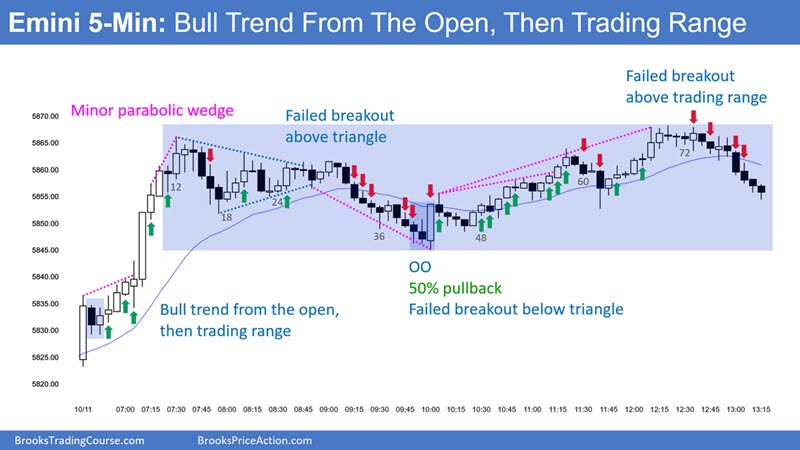 Emini 5-Min: Bull Trend From The Open, Then Trading Range
Failed breakout
above trading range
Minor parabolic wedge
Failed breakout
above triangle
5870.00
5865.00
5860.00
5855.00
5850.00
5845.00
5840.00
5835.00
5830.00
5825.00
5820.00
12
18
24
36
48
60
72
OO
50% pullback
Failed breakout below triangle
Bull trend from the open,
then trading range
10/11 07:00 07:15 07:30 07:45 08:00 08:15 08:30 08:45 09:00 09:15 09:30 09:45 10:00 10:15 10:30 10:45 11:00 11:15 11:30 11:45 12:00 12:15 12:30 12:45 13:00 13:15
BrooksTradingCourse.com BrooksPriceAction.com